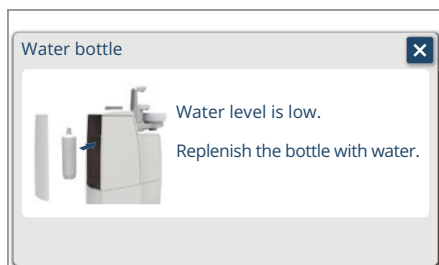 Water bottle
Water level is low.
Replenish the bottle with water.